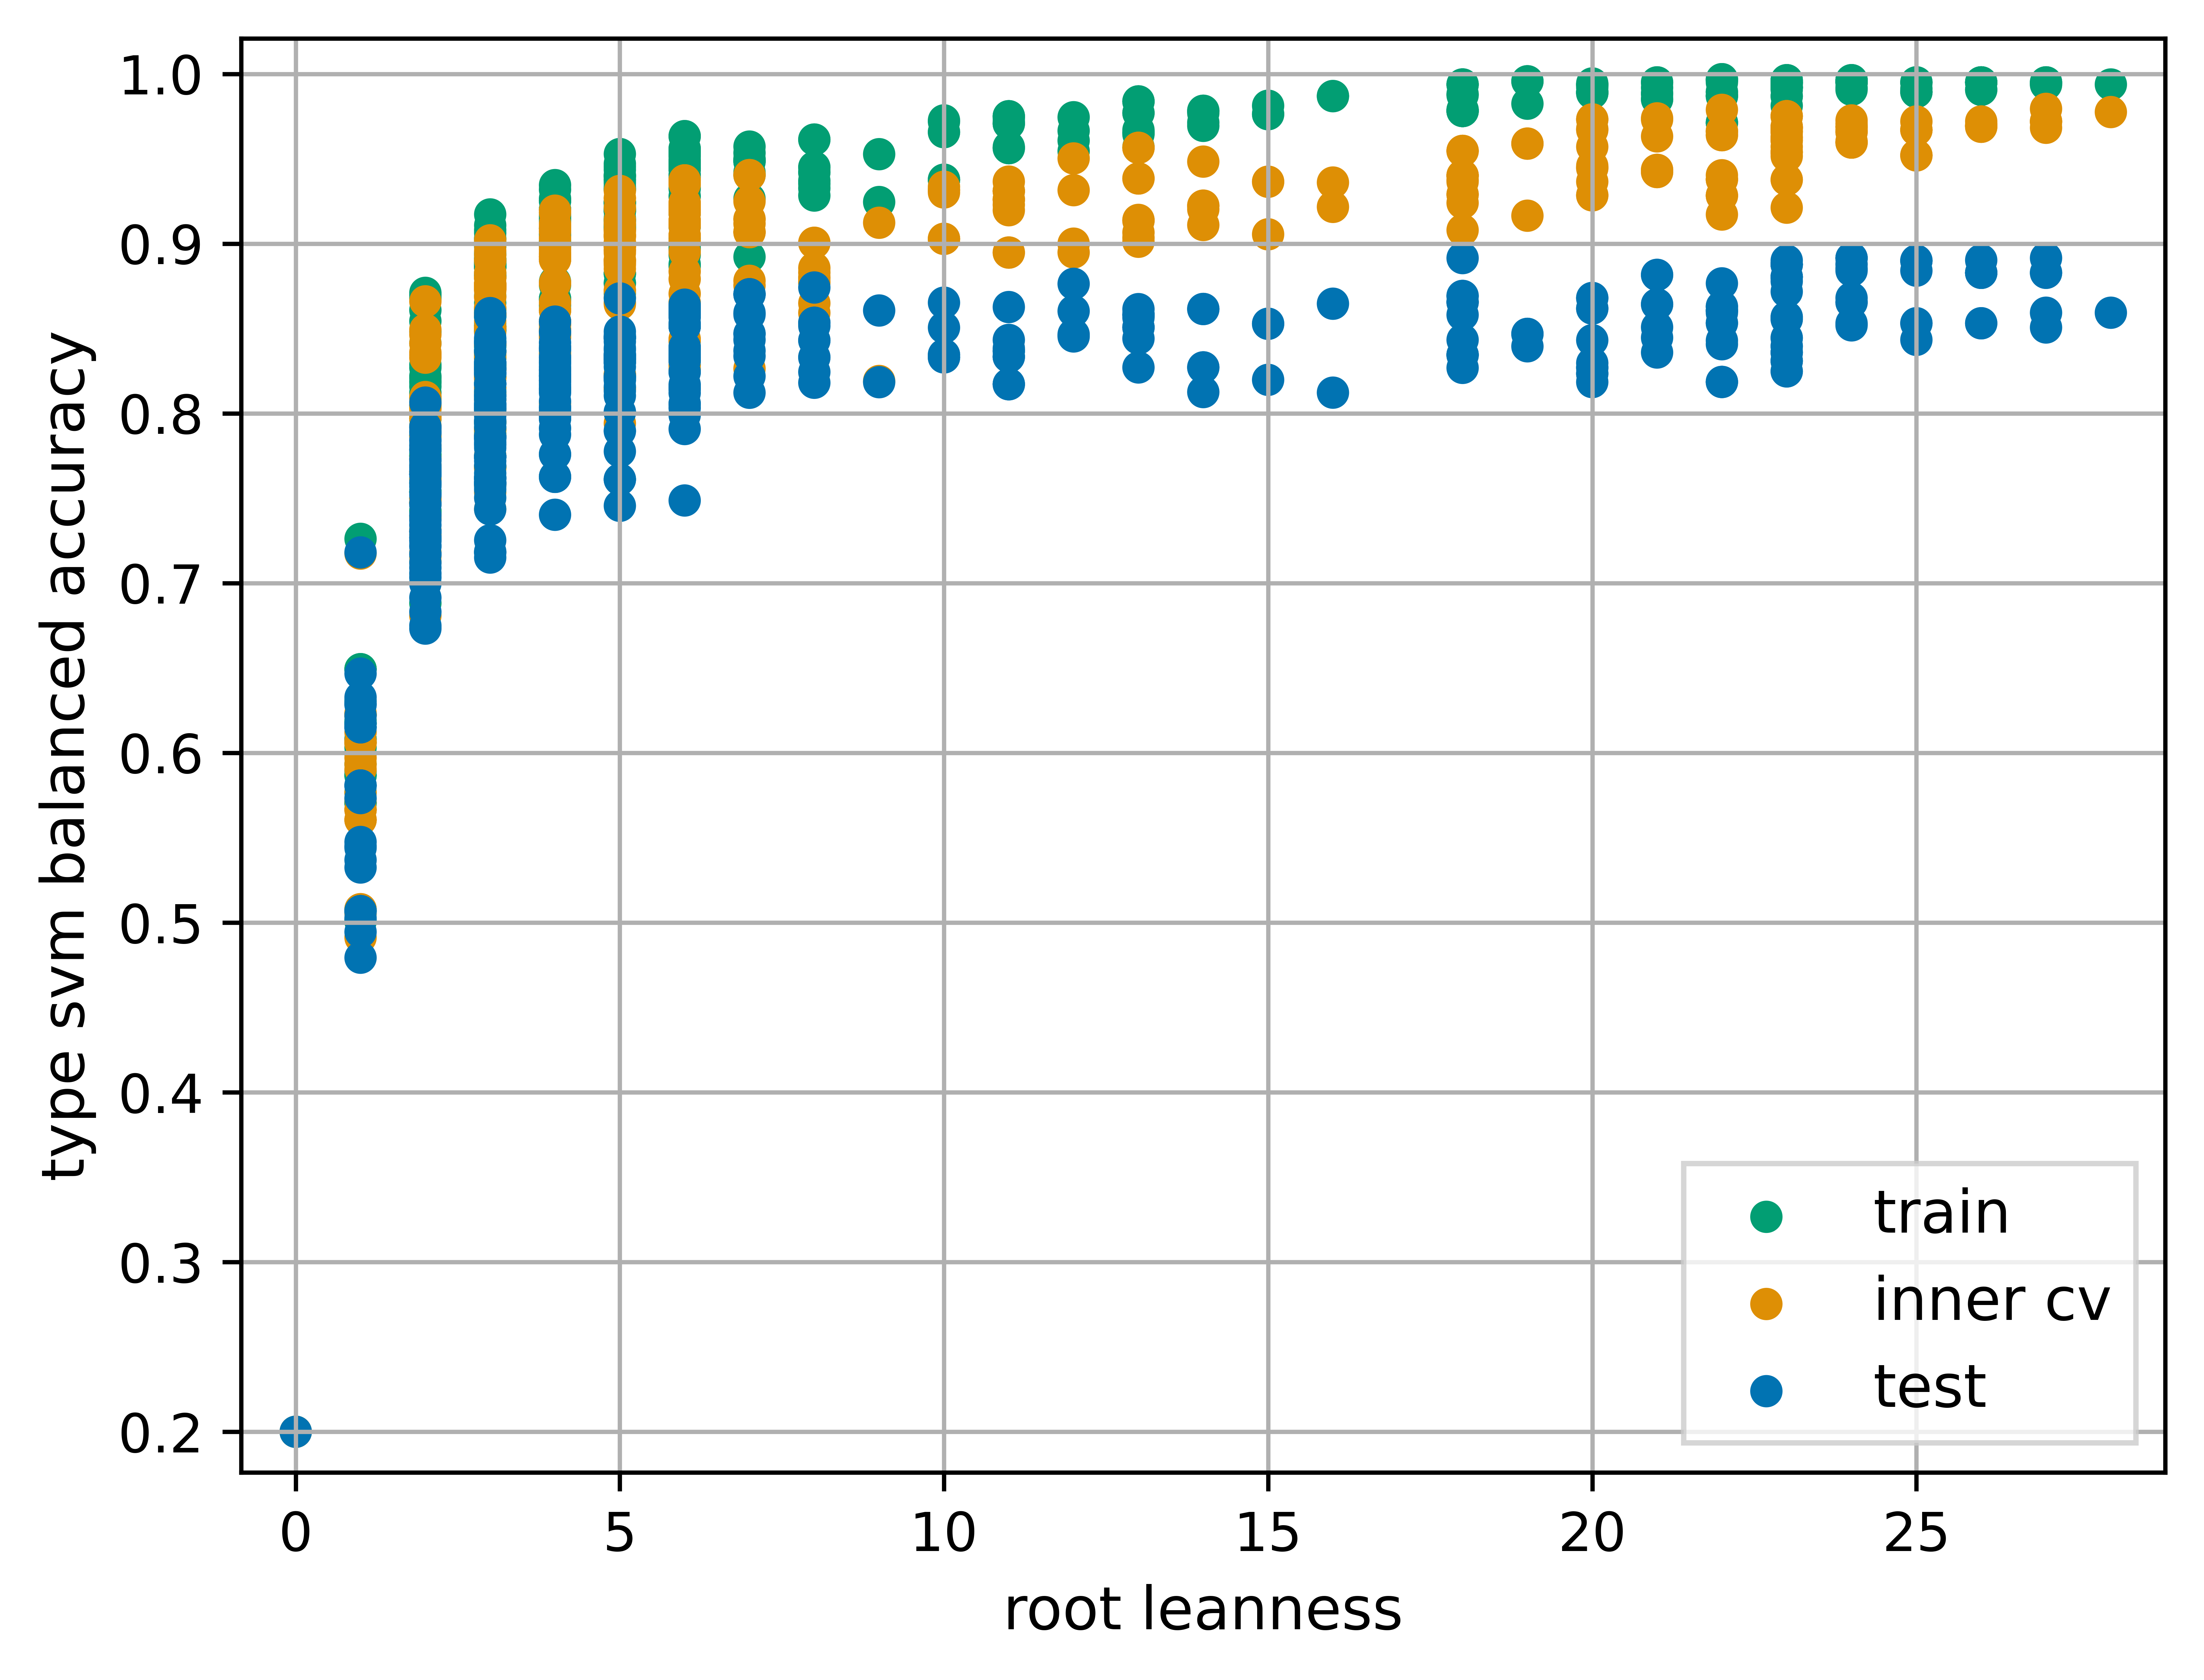 type svm balanced accuracy
1.0
0.9
0.8
0.7
0.6
0.5
0.4
0.3
0.2
0 5 10 15 20 25
root leanness
train
inner cv
test